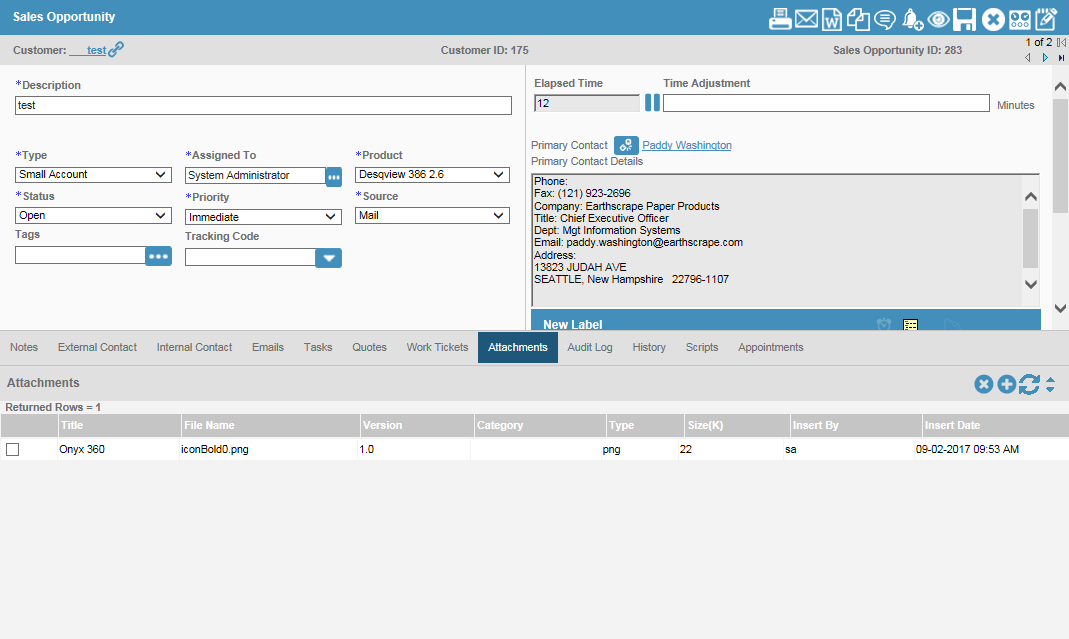 Sales Opportunity
Customer: test
Customer ID: 175
Sales Opportunity ID: 283
1 of 2
*Description
test
*Type
*Assigned To
*Product
Small Account
System Administrator
Desqview 386 2.6
*Status
*Priority
*Source
Open
Immediate
Mail
Tags
Tracking Code
Elapsed Time
Time Adjustment
12
Minutes
Primary Contact
Paddy Washington
Primary Contact Details
Phone:
Fax: (121) 923-2696
Company: Earthscrape Paper Products
Title: Chief Executive Officer
Dept: Mgt Information Systems
Email: paddy.washington@earthscrape.com
Address:
13823 JUDAH AVE
SEATTLE, New Hampshire 22796-1107
New Label
Notes External Contact Internal Contact Emails Tasks Quotes Work Tickets Attachments Audit Log History Scripts Appointments
Attachments
Returned Rows = 1
Title File Name Version Category Type Size(K) Insert By Insert Date
Onyx 360 iconBold0.png 1.0 png 22 sa 09-02-2017 09:53 AM